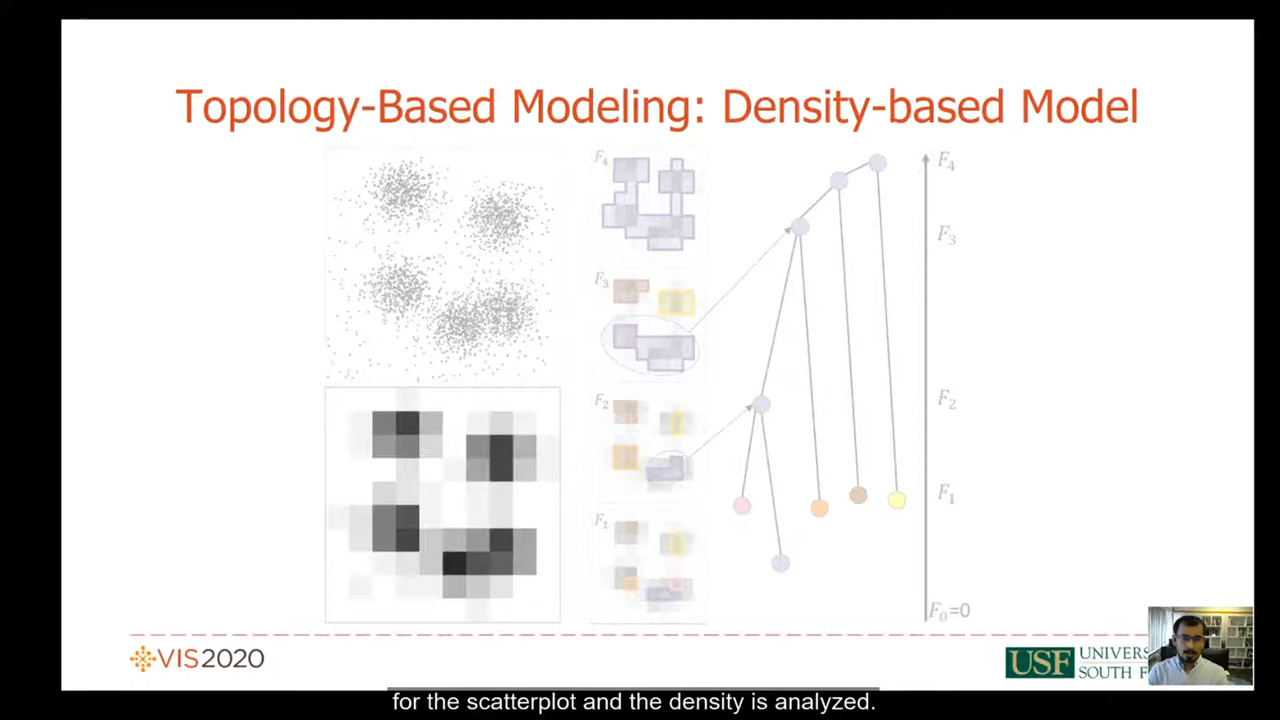 Topology-Based Modeling: Density-based Model
F4
F3
F2
F1
F4
F3
F2
F1
F0=0
VIS2020
USF
UNIVERS
SOUTH F
for the scatterplot and the density is analyzed.